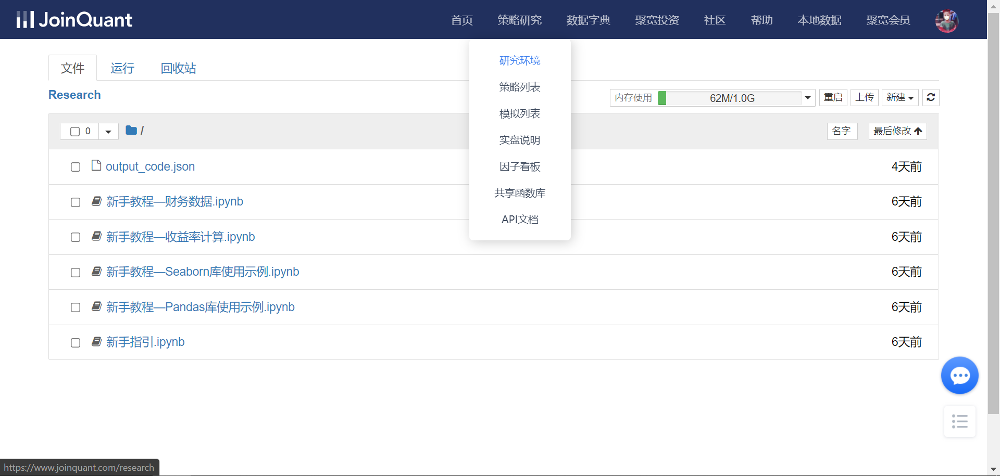 JoinQuant
首页 策略研究 数据字典 聚宽投资 社区 帮助 本地数据 聚宽会员
研究环境
策略列表
模拟列表
实盘说明
因子看板
共享函数库
API文档
文件 运行 回收站
Research
内存使用 62M/1.0G 重启 上传 新建
0 / 名字 最后修改
output_code.json 4天前
新手教程—财务数据.ipynb 6天前
新手教程—收益率计算.ipynb 6天前
新手教程—Seaborn库使用示例.ipynb 6天前
新手教程—Pandas库使用示例.ipynb 6天前
新手指引.ipynb 6天前
https://www.joinquant.com/research